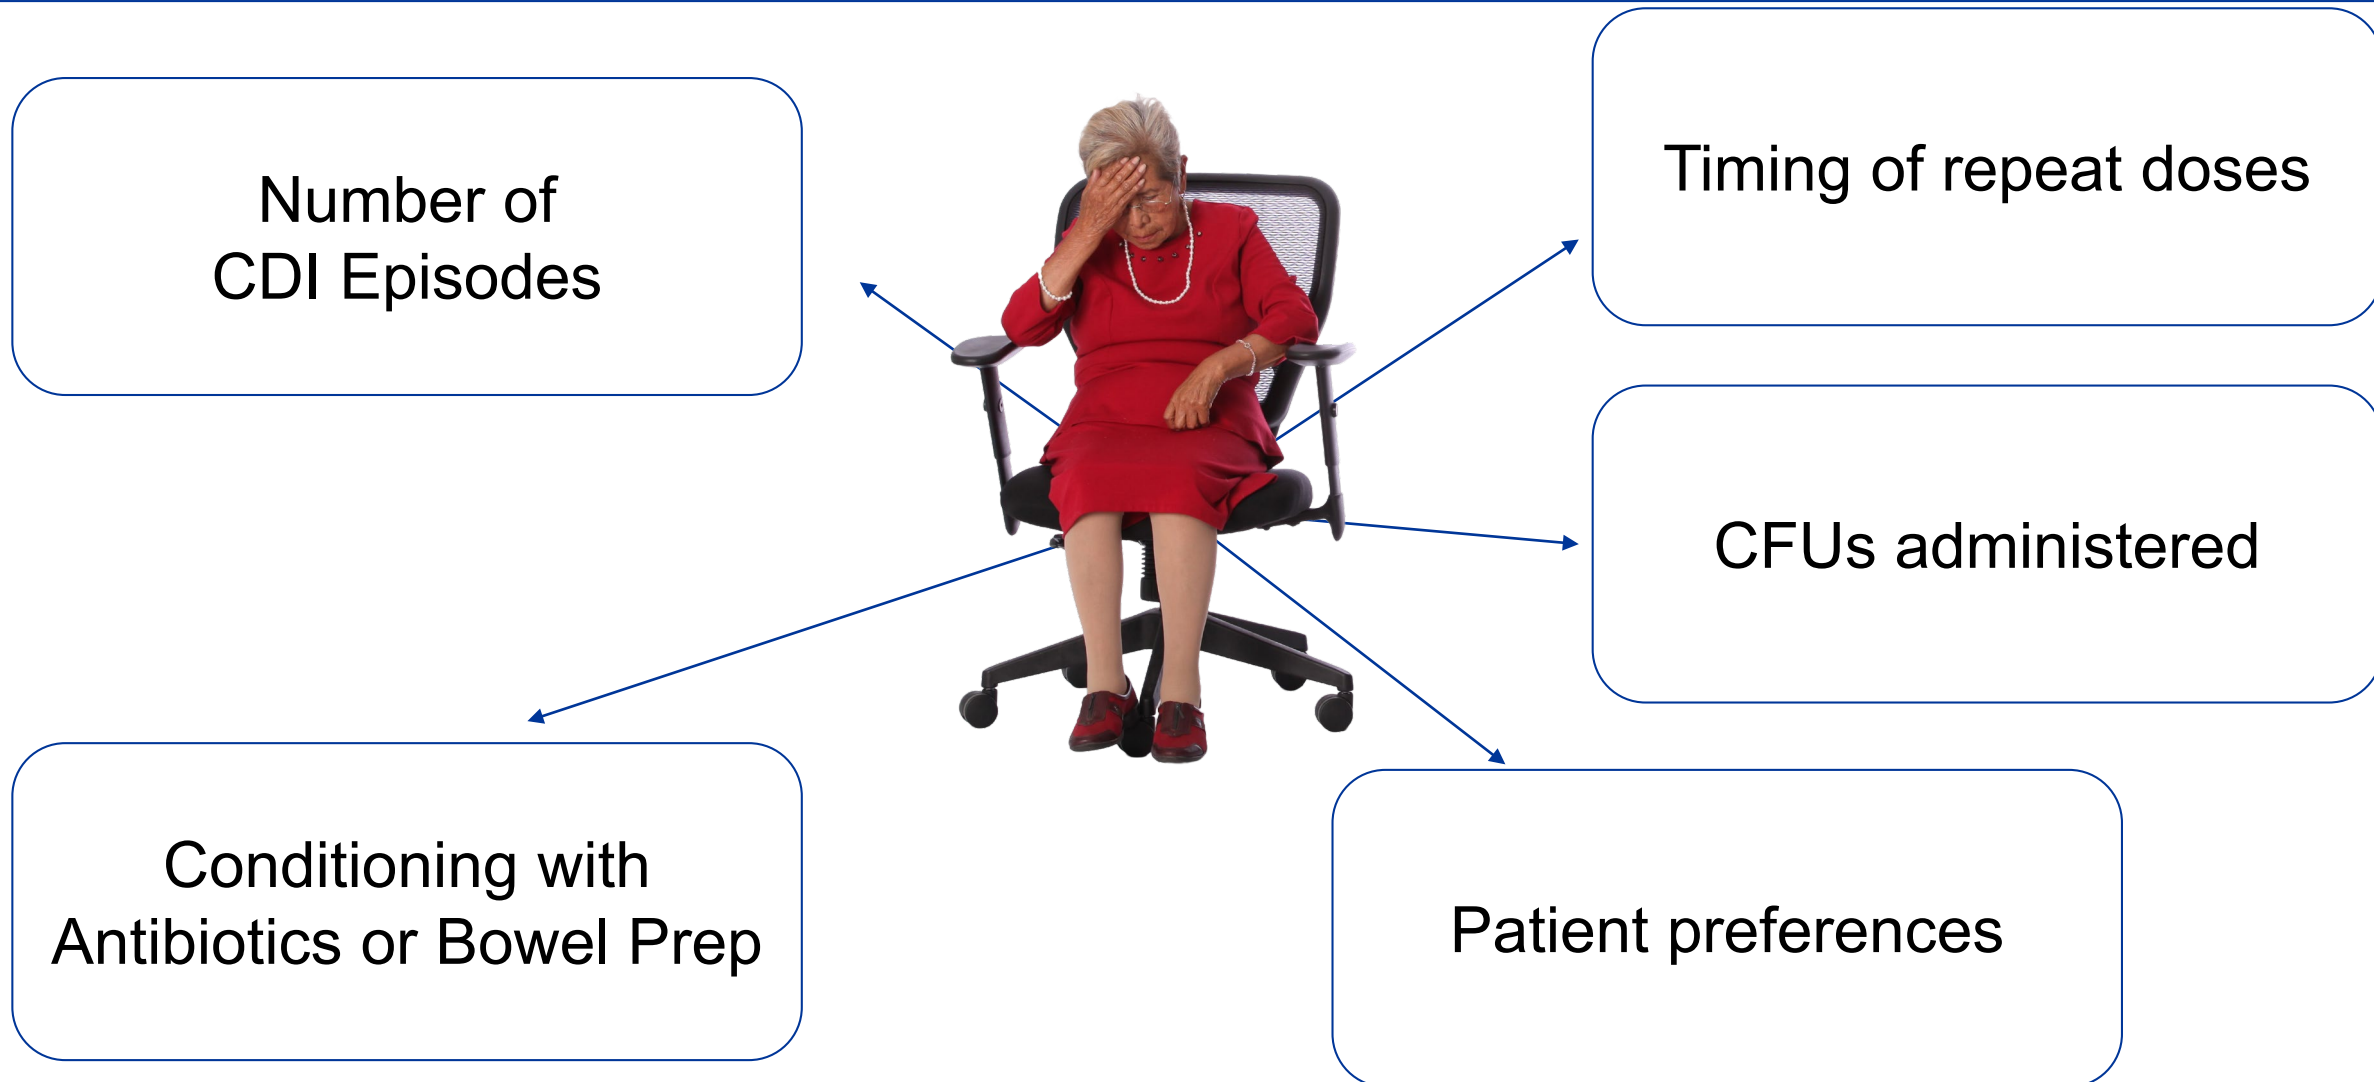 Number of
CDI Episodes
Timing of repeat doses
CFUs administered
Conditioning with
Antibiotics or Bowel Prep
Patient preferences